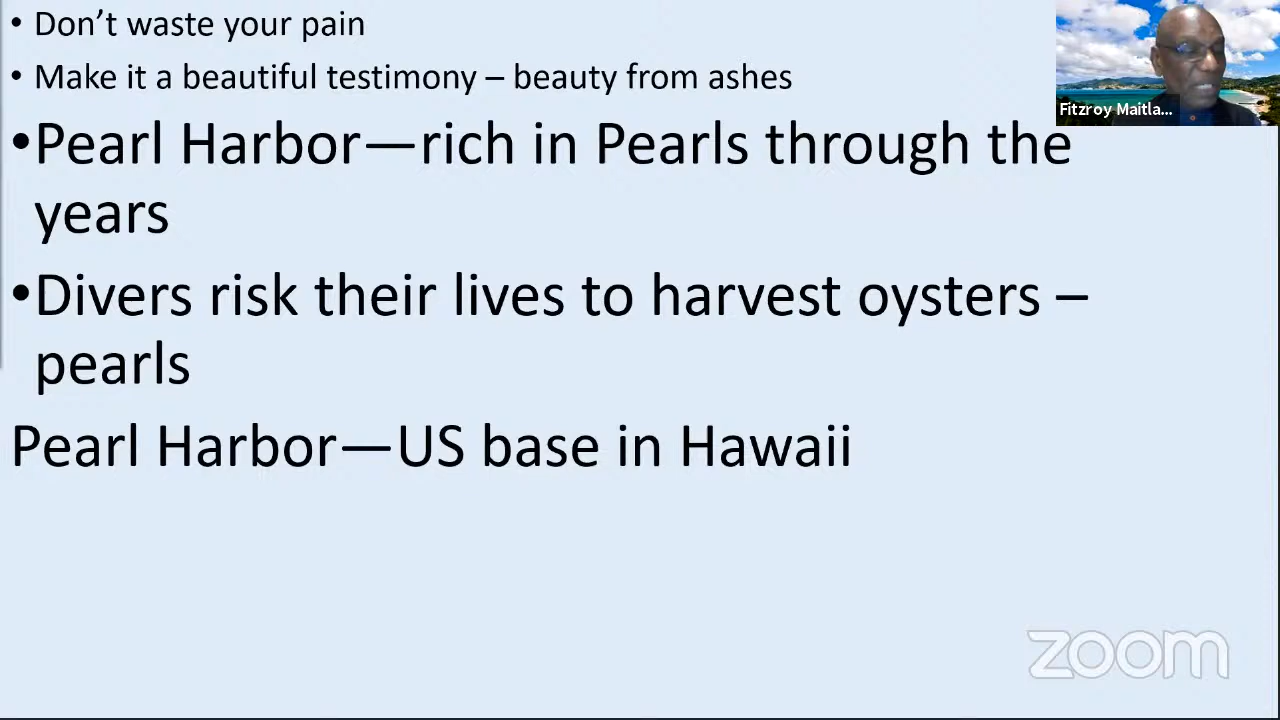 • Don’t waste your pain
• Make it a beautiful testimony – beauty from ashes
Fitzroy Maitla...
•Pearl Harbor—rich in Pearls through the
years
•Divers risk their lives to harvest oysters –
pearls
Pearl Harbor—US base in Hawaii
zoom